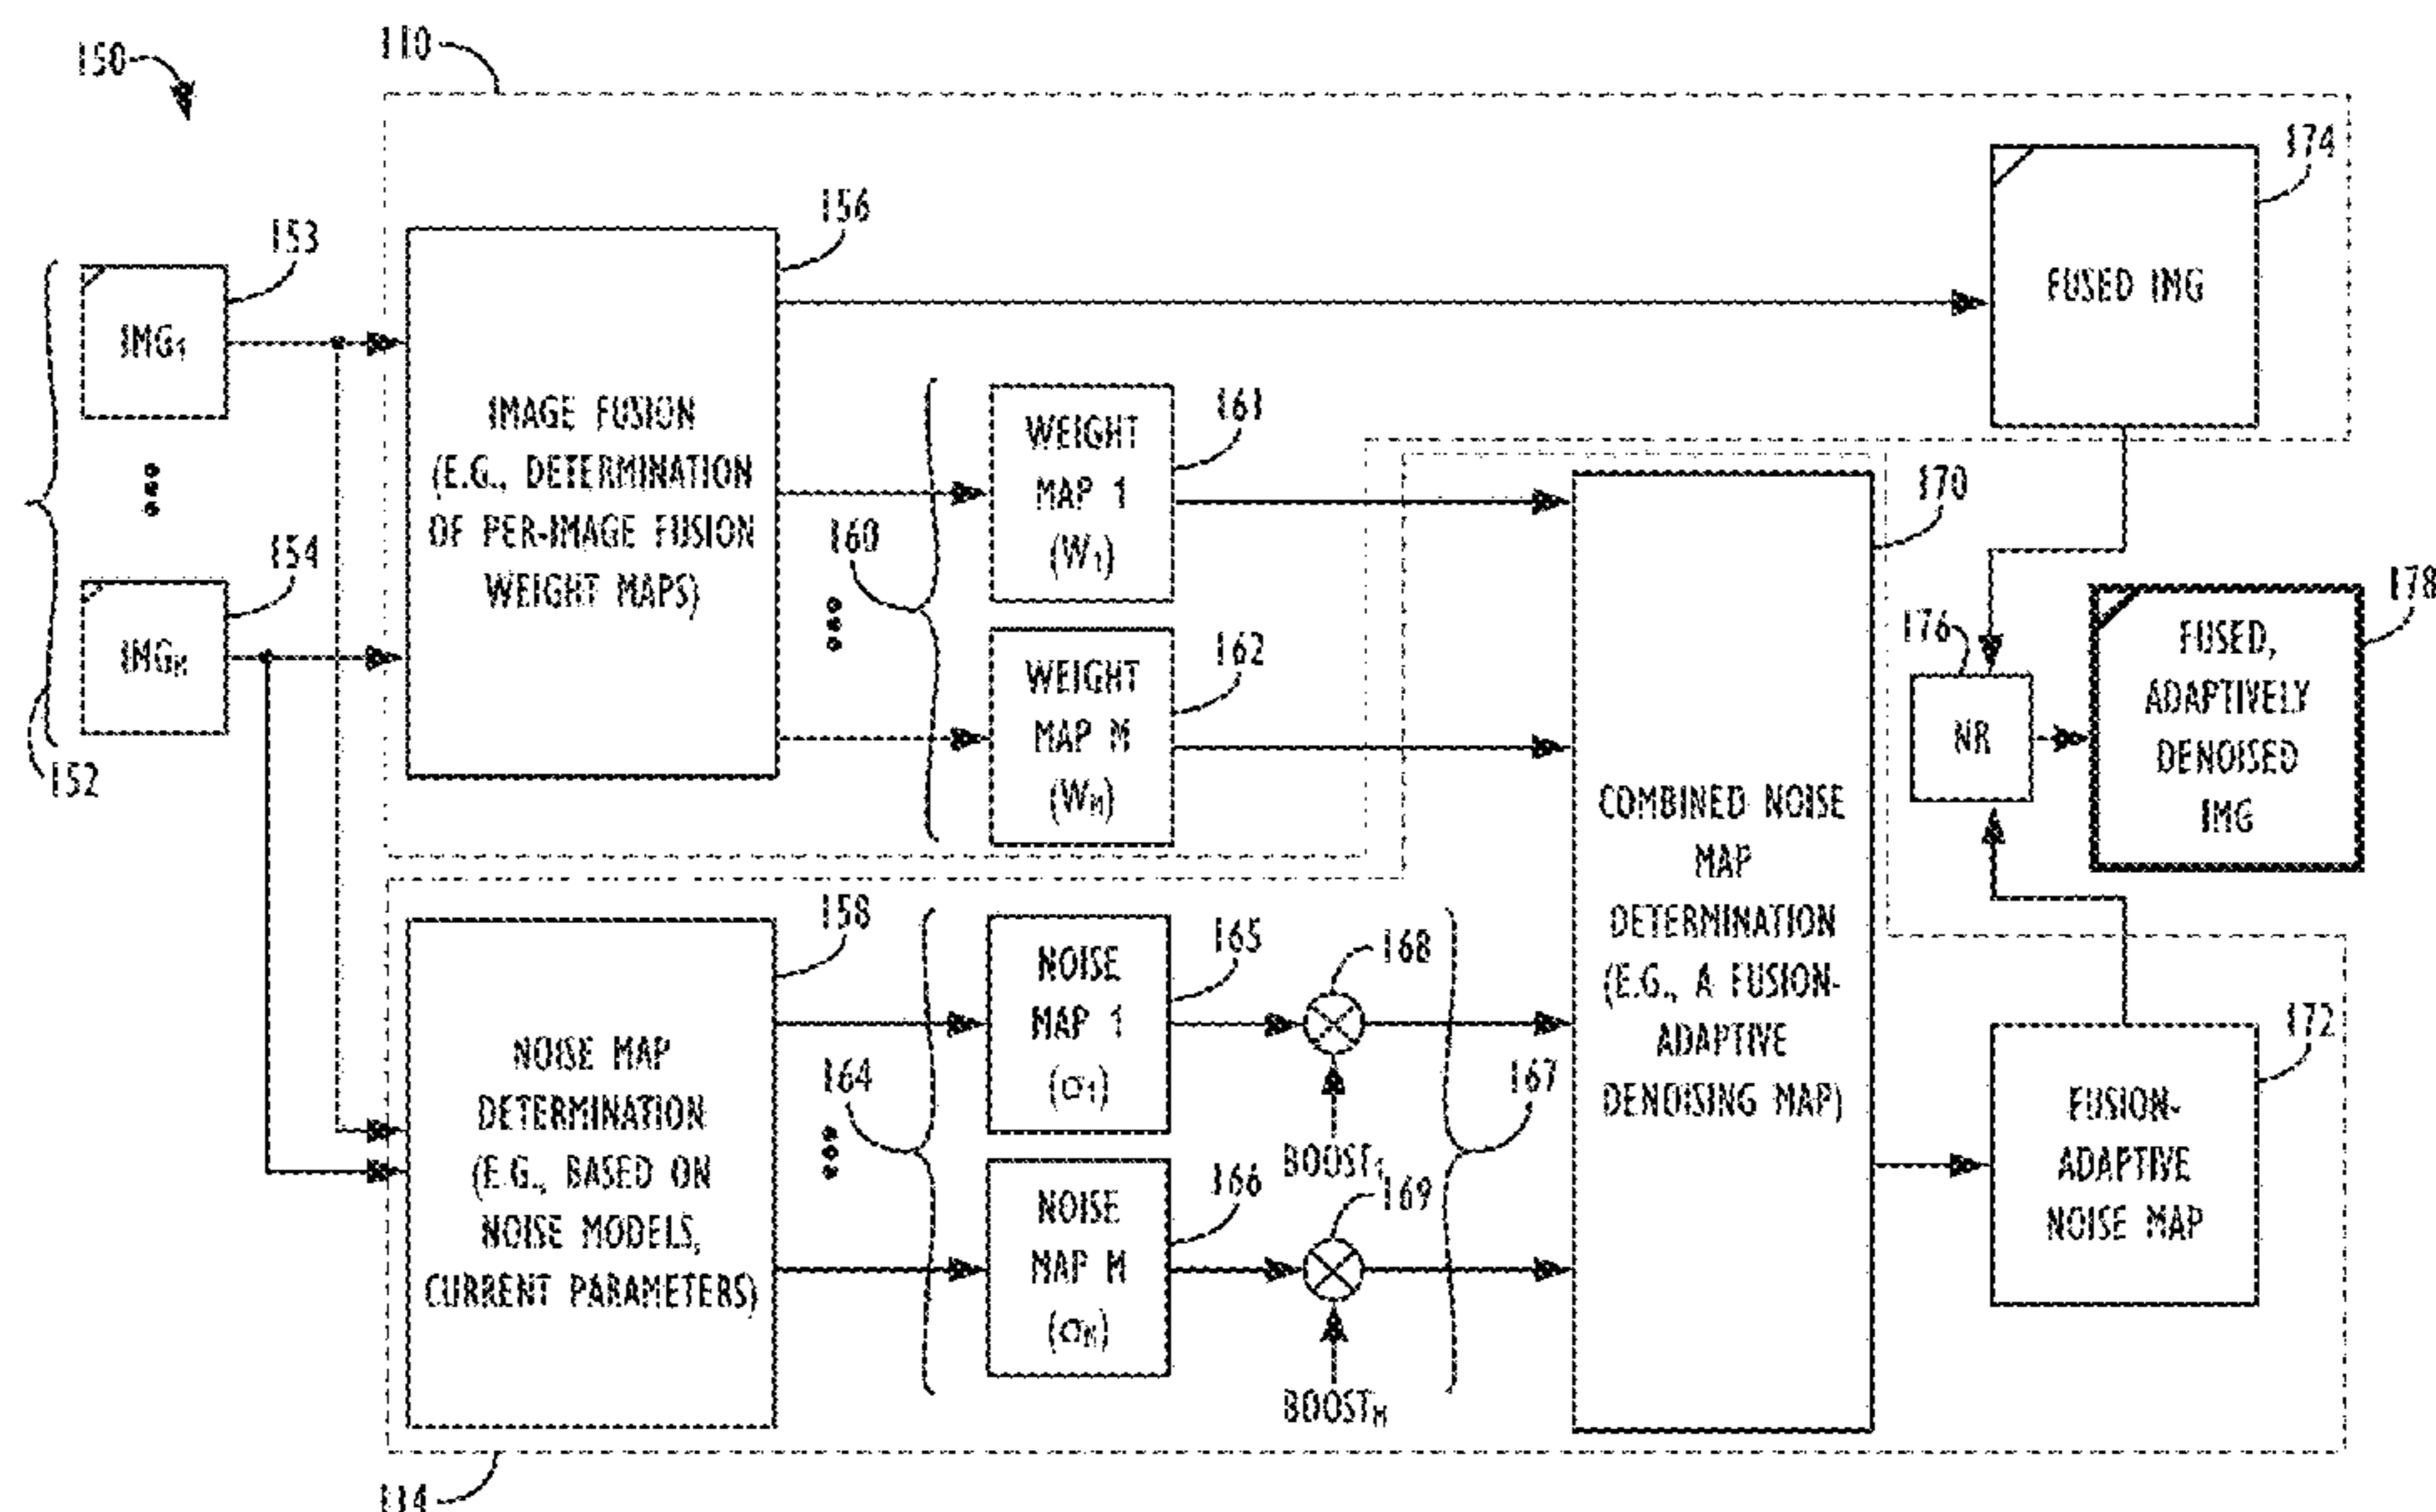 150
110
174
156
153
FUSED IMG
IMG1
161
IMAGE FUSION
(E.G., DETERMINATION
OF PER-IMAGE FUSION
WEIGHT MAPS)
WEIGHT
MAP 1
(W1)
170
160
154
178
176
FUSED,
ADAPTIVELY
DENOISED
IMG
IMGM
162
WEIGHT
MAP M
(WM)
NR
152
COMBINED NOISE
MAP
DETERMINATION
(E.G., A FUSION-
ADAPTIVE
DENOISING MAP)
158
165
168
NOISE
MAP 1
(σ1)
172
NOISE MAP
DETERMINATION
(E.G., BASED ON
NOISE MODELS,
CURRENT PARAMETERS)
164
167
FUSION-
ADAPTIVE
NOISE MAP
BOOST1
166
169
NOISE
MAP M
(σM)
BOOSTM
114